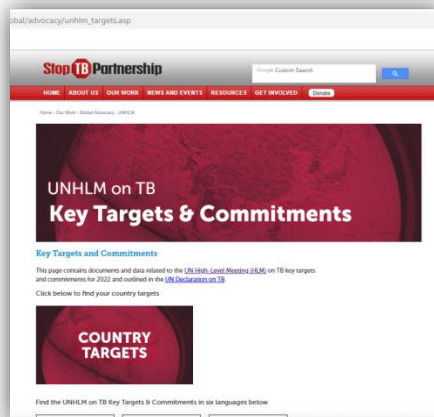 obal/advocacy/unhlm_targets.asp
Stop TB Partnership
Google Custom Search
HOME ABOUT US OUR WORK NEWS AND EVENTS RESOURCES GET INVOLVED Donate
Home - Our Work - Global Advocacy - UNHLM
UNHLM on TB
Key Targets & Commitments
Key Targets and Commitments
This page contains documents and data related to the UN High-Level Meeting (HLM) on TB key targets
and commitments for 2022 and outlined in the UN Declaration on TB.
Click below to find your country targets
COUNTRY
TARGETS
Find the UNHLM on TB Key Targets & Commitments in six languages below